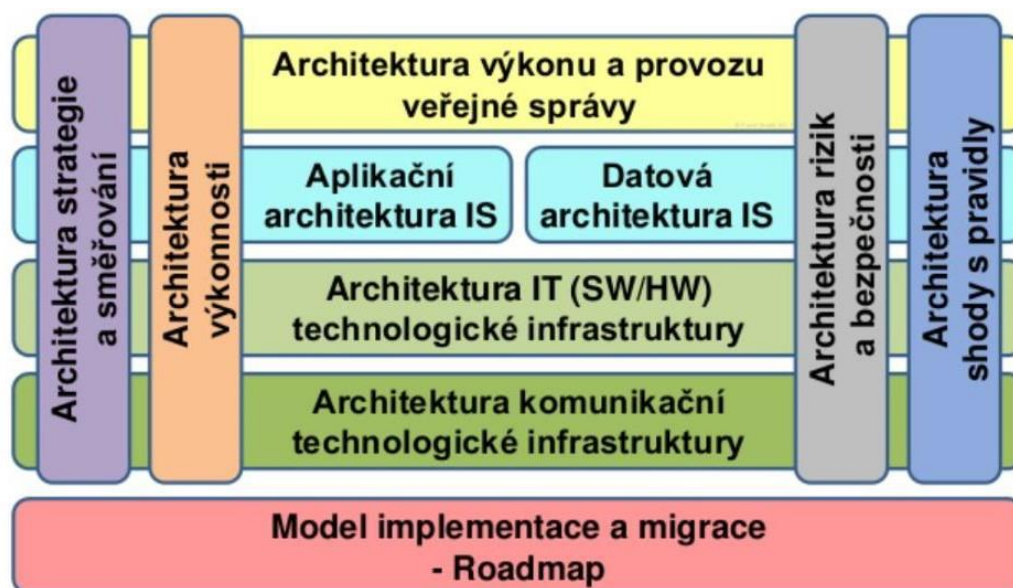 Architektura strategie
a směřování
Architektura
výkonnosti
Architektura výkonu a provozu
veřejné správy
Aplikační
architektura IS
Datová
architektura IS
Architektura IT (SW/HW)
technologické infrastruktury
Architektura komunikační
technologické infrastruktury
Architektura rizik
a bezpečnosti
Architektura
shody s pravidly
Model implementace a migrace
- Roadmap